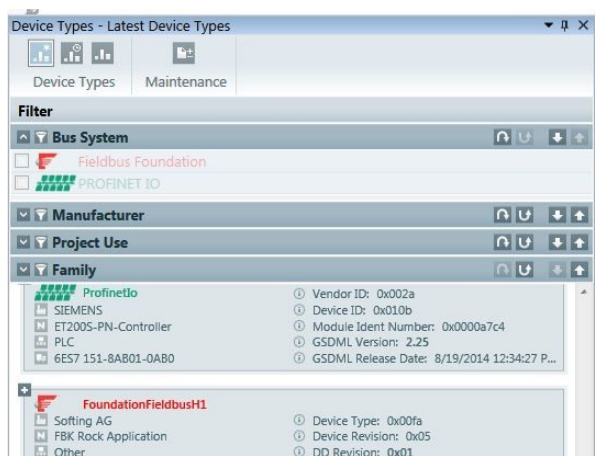 Device Types - Latest Device Types
Device Types
Maintenance
Filter
Bus System
Fieldbus Foundation
PROFINET IO
Manufacturer
Project Use
Family
ProfinetIo
Vendor ID: 0x002a
SIEMENS
Device ID: 0x010b
ET200S-PN-Controller
Module Ident Number: 0x0000a7c4
PLC
GSDML Version: 2.25
6ES7 151-8AB01-0AB0
GSDML Release Date: 8/19/2014 12:34:27 P...
FoundationFieldbusH1
Softing AG
Device Type: 0x00fa
FBK Rock Application
Device Revision: 0x05
Other
DD Revision: 0x01